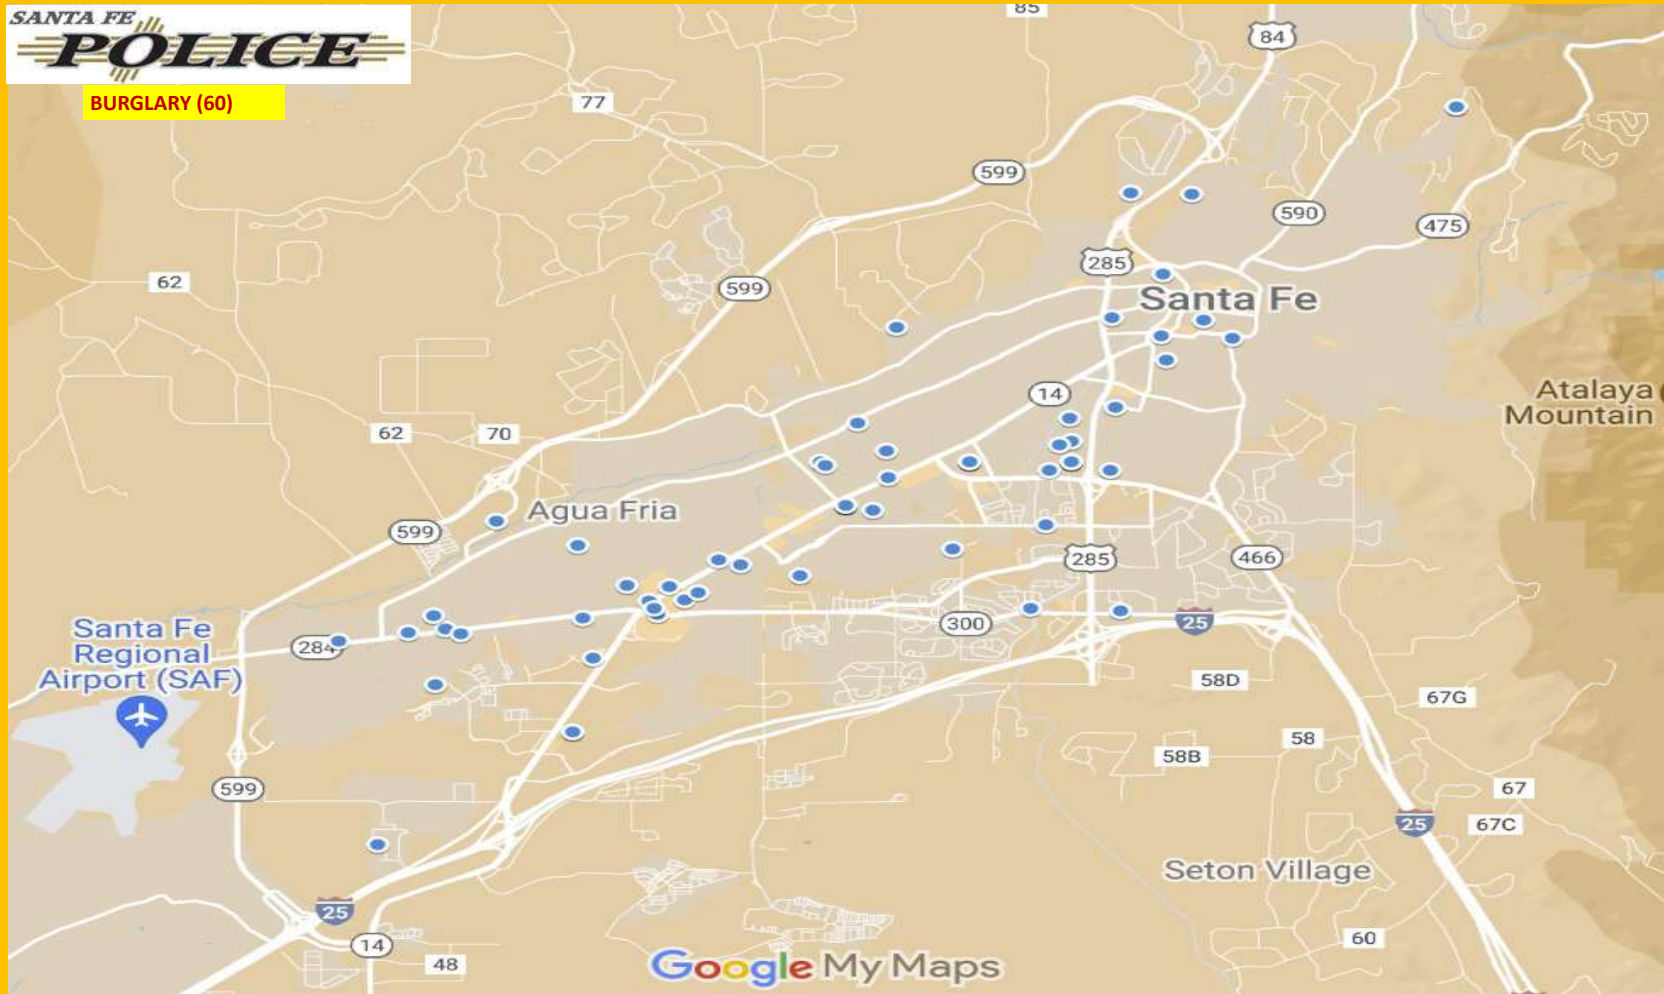 SANTA FE
POLICE
BURGLARY (60)
85
84
77
599
590
475
285
62
599
Santa Fe
14
Atalaya
Mountain
62
70
Agua Fria
599
285
466
300
25
Santa Fe
Regional
Airport (SAF)
284
58D
67G
58
58B
599
67
25
67C
Seton Village
25
14
60
48
Google My Maps